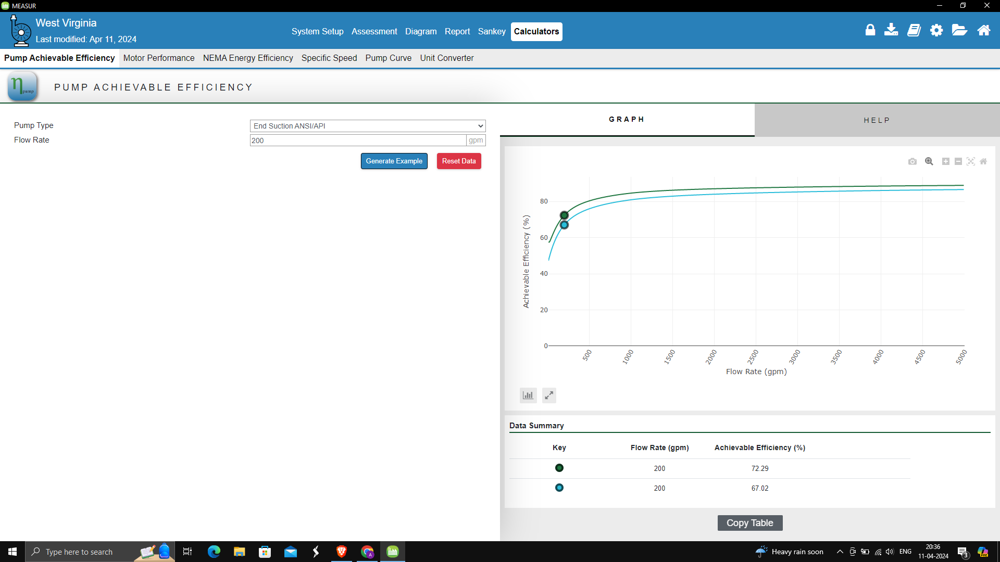 MEASUR
West Virginia
Last modified: Apr 11, 2024
System Setup Assessment Diagram Report Sankey Calculators
Pump Achievable Efficiency Motor Performance NEMA Energy Efficiency Specific Speed Pump Curve Unit Converter
η pump
PUMP ACHIEVABLE EFFICIENCY
Pump Type
End Suction ANSI/API
Flow Rate
200 gpm
Generate Example Reset Data
GRAPH
HELP
80
60
40
20
0
Achievable Efficiency (%)
500 1000 1500 2000 2500 3000 3500 4000 4500 5000
Flow Rate (gpm)
Data Summary
Key Flow Rate (gpm) Achievable Efficiency (%)
200 72.29
200 67.02
Copy Table
Type here to search
A
Heavy rain soon
ENG
20:36
11-04-2024
3
PRE